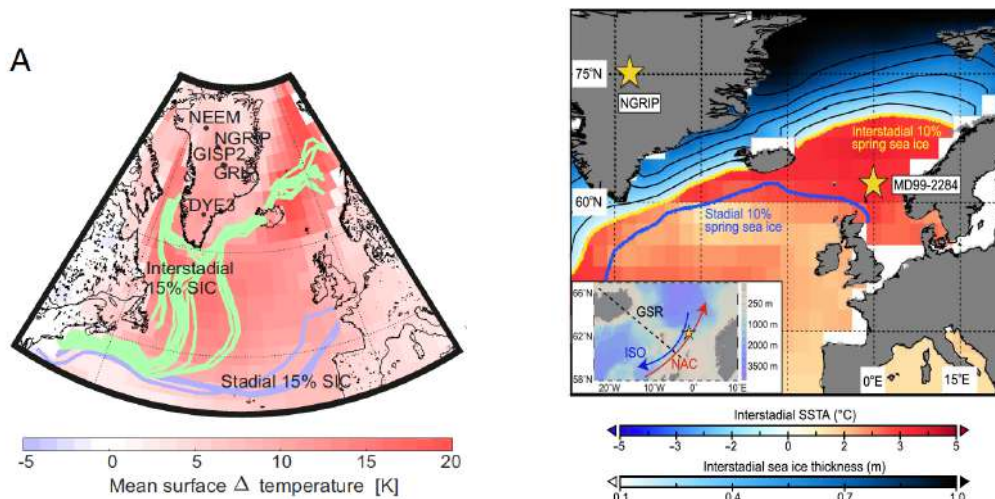 A
NEEM
NGRIP
GISP2
GRIP
DYE3
Interstadial
15% SIC
Stadial 15% SIC
-5
0
5
10
15
20
Mean surface Δ temperature [K]
75°N
NGRIP
Interstadial 10%
spring sea ice
MD99-2284
60°N
Stadial 10%
spring sea ice
66°N
GSR
62°N
ISO
NAC
58°N
20°W
10°W
0°
10°E
250 m
1000 m
2000 m
3500 m
0°E
15°E
Interstadial SSTA (°C)
-5
-3
0
2
3
5
Interstadial sea ice thickness (m)
0.1
0.4
0.7
1.0